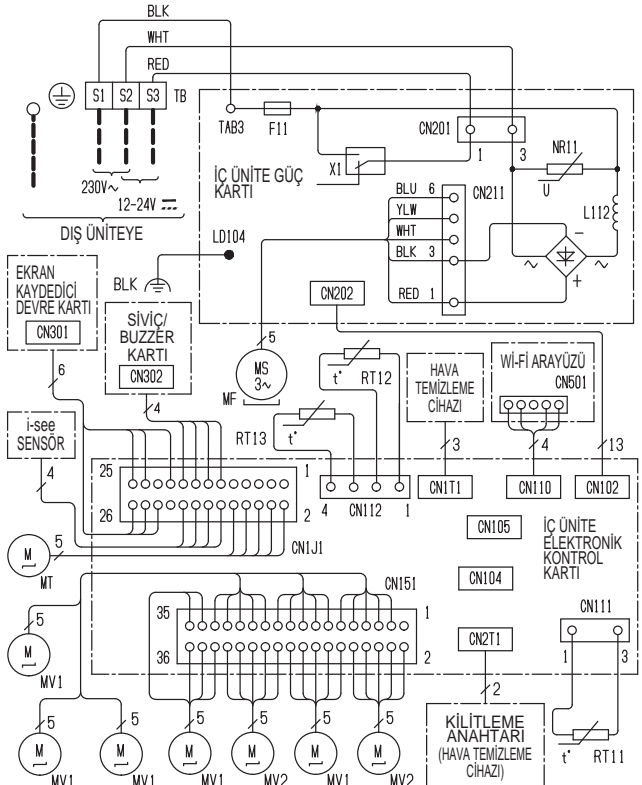 BLK
WHT
RED
S1 S2 S3 TB
TAB3
F11
CN201
1 3
X1
NR11
U
L112
230V∼
12-24V ⎓
DIŞ ÜNİTEYE
İÇ ÜNİTE GÜÇ
KARTI
BLU 6
YLW
WHT
BLK 3
RED 1
CN211
∼ − + ∼
LD104
BLK
CN202
EKRAN
KAYDEDİCİ
DEVRE KARTI
CN301
6
SİVİÇ/
BUZZER
KARTI
CN302
4
5
MS
3∼
MF
t° RT12
RT13 t°
HAVA
TEMİZLEME
CİHAZI
3
Wİ-Fİ ARAYÜZÜ
CN501
4
13
i-see
SENSÖR
4
25 1
26 2
CN1J1
4 CN112 1
CN1T1
CN110
CN102
CN105
CN104
İÇ ÜNİTE
ELEKTRONİK
KONTROL
KARTI
5
M
MT
5
M
MV1
CN151
35 1
36 2
CN2T1
2
CN111
1 3
KİLİTLEME
ANAHTARI
(HAVA TEMİZLEME
CİHAZI)
t° RT11
5 5 5 5 5 5
M M M M M M
MV1 MV1 MV1 MV2 MV1 MV2